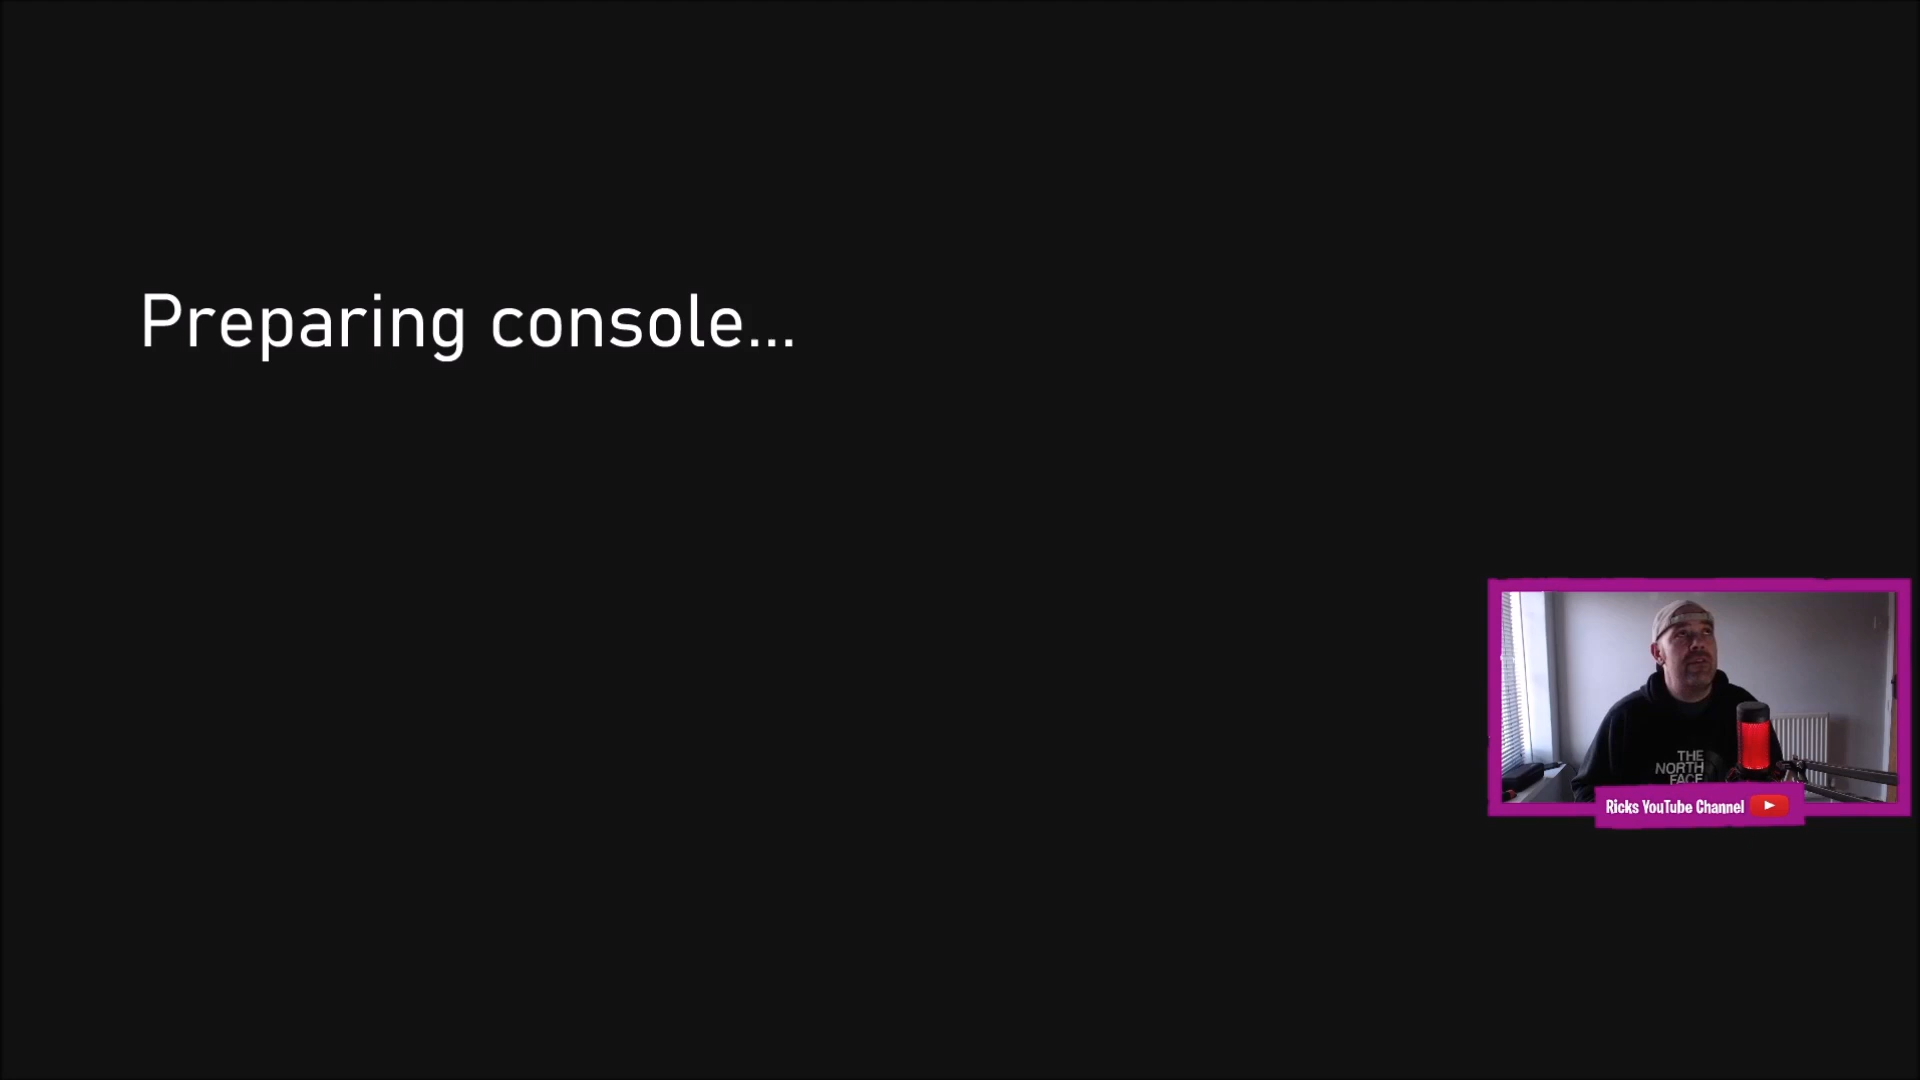 Preparing console...
THE
NORTH
FACE
Ricks YouTube Channel